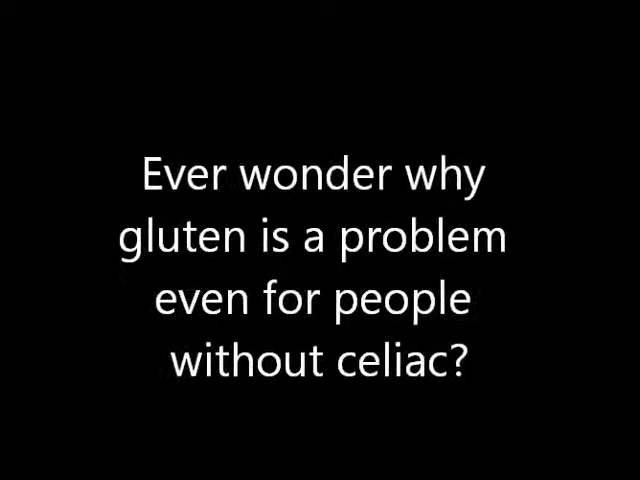 Ever wonder why
gluten is a problem
even for people
without celiac?